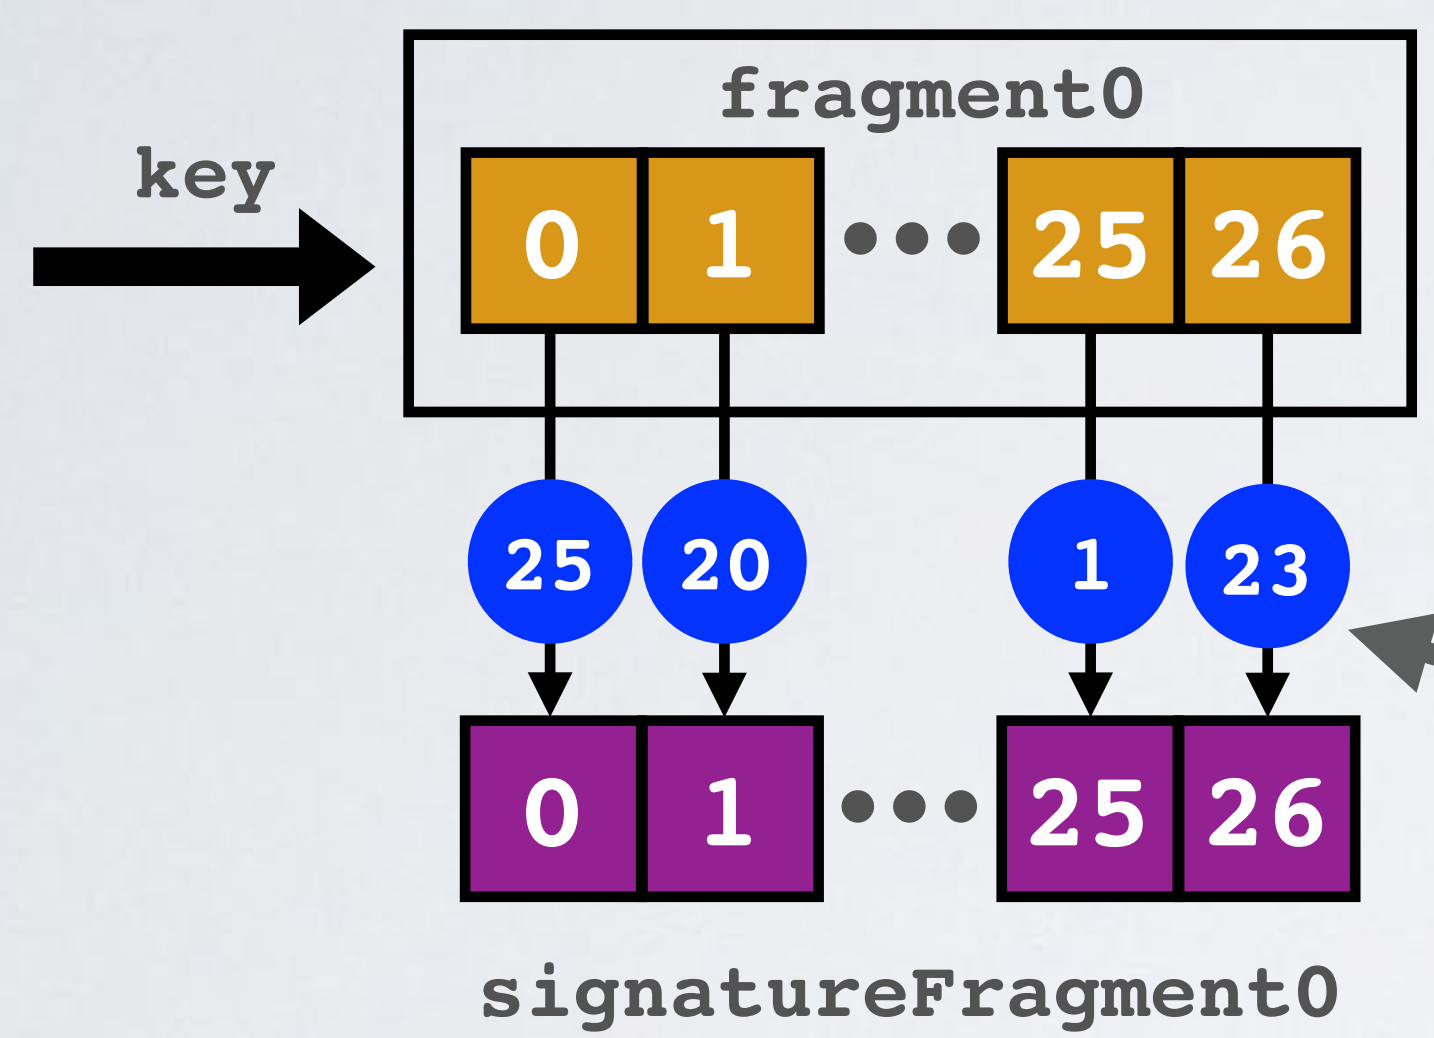 fragment0
key
0 1 ••• 25 26
25 20 1 23
0 1 ••• 25 26
signatureFragment0